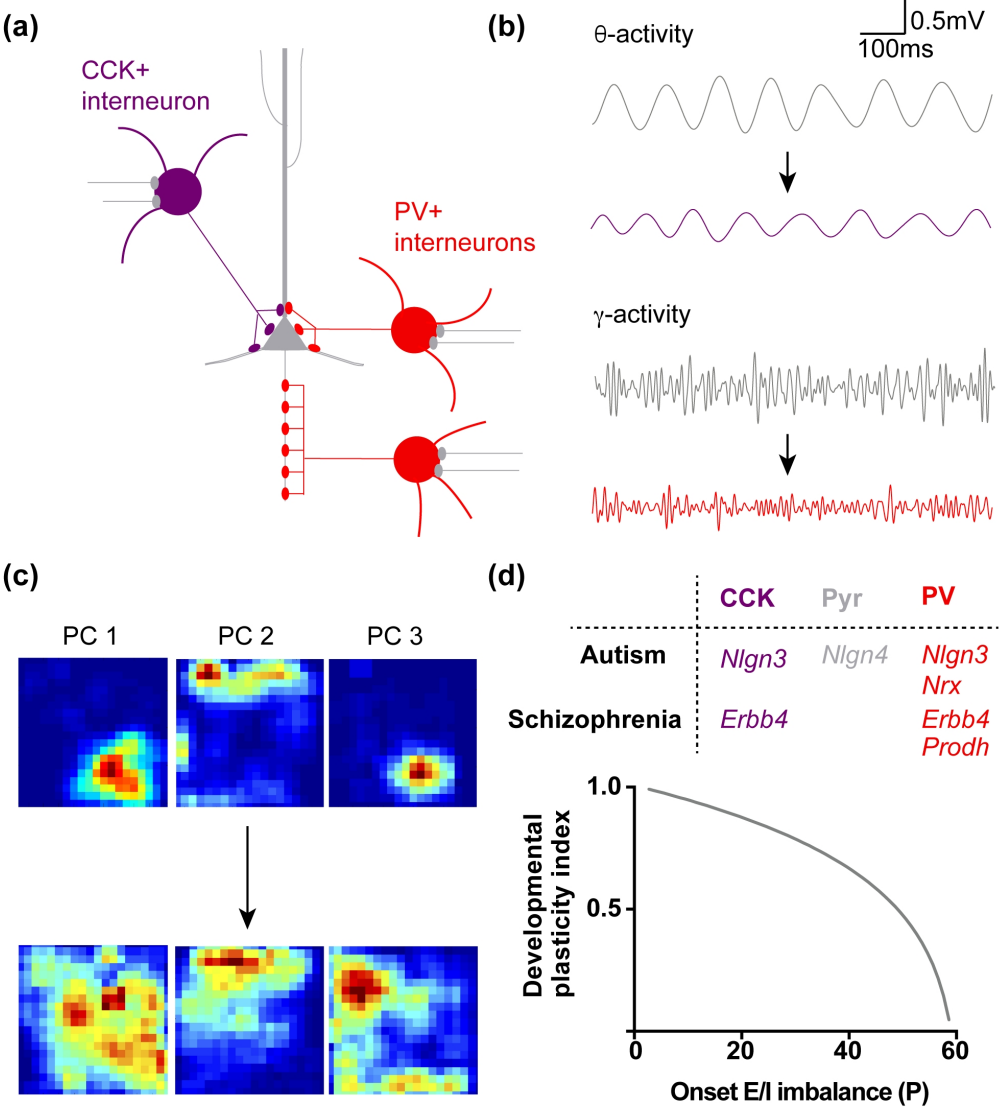 (a)
CCK+
interneuron
PV+
interneurons
(b)
θ-activity
0.5mV
100ms
γ-activity
(c)
PC 1 PC 2 PC 3
(d)
CCK Pyr PV
Autism Nlgn3 Nlgn4 Nlgn3
Nrx
Schizophrenia Erbb4 Erbb4
Prodh
Developmental
plasticity index
1.0
0.5
0 20 40 60
Onset E/I imbalance (P)